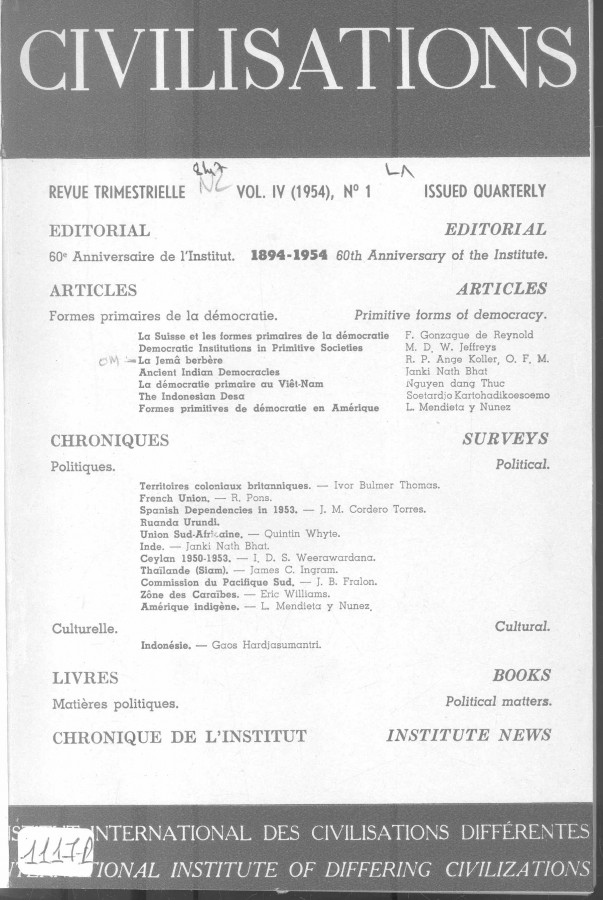 CIVILISATIONS
REVUE TRIMESTRIELLE VOL. IV (1954), Nº 1 ISSUED QUARTERLY
EDITORIAL EDITORIAL
60e Anniversaire de l'Institut. 1894-1954 60th Anniversary of the Institute.
ARTICLES ARTICLES
Formes primaires de la démocratie. Primitive forms of democracy.
La Suisse et les formes primaires de la démocratie F. Gonzague de Reynold
Democratic Institutions in Primitive Societies M. D. W. Jeffreys
OM La Jemâ berbère R. P. Ange Koller, O. F. M.
Ancient Indian Democracies Janki Nath Bhat
La démocratie primaire au Viêt-Nam Nguyen dang Thuc
The Indonesian Desa Soetardjo Kartohadikoesoemo
Formes primitives de démocratie en Amérique L. Mendieta y Nunez
CHRONIQUES SURVEYS
Politiques. Political.
Territoires coloniaux britanniques. — Ivor Bulmer Thomas.
French Union. — R. Pons.
Spanish Dependencies in 1953. — J. M. Cordero Torres.
Ruanda Urundi.
Union Sud-Africaine. — Quintin Whyte.
Inde. — Janki Nath Bhat.
Ceylan 1950-1953. — I. D. S. Weerawardana.
Thaïlande (Siam). — James C. Ingram.
Commission du Pacifique Sud. — J. B. Fralon.
Zône des Caraïbes. — Eric Williams.
Amérique indigène. — L. Mendieta y Nunez.
Culturelle. Cultural.
Indonésie. — Gaos Hardjasumantri.
LIVRES BOOKS
Matières politiques. Political matters.
CHRONIQUE DE L'INSTITUT INSTITUTE NEWS
INTERNATIONAL DES CIVILISATIONS DIFFÉRENTES
1117-P
INSTITUTE OF DIFFERING CIVILIZATIONS